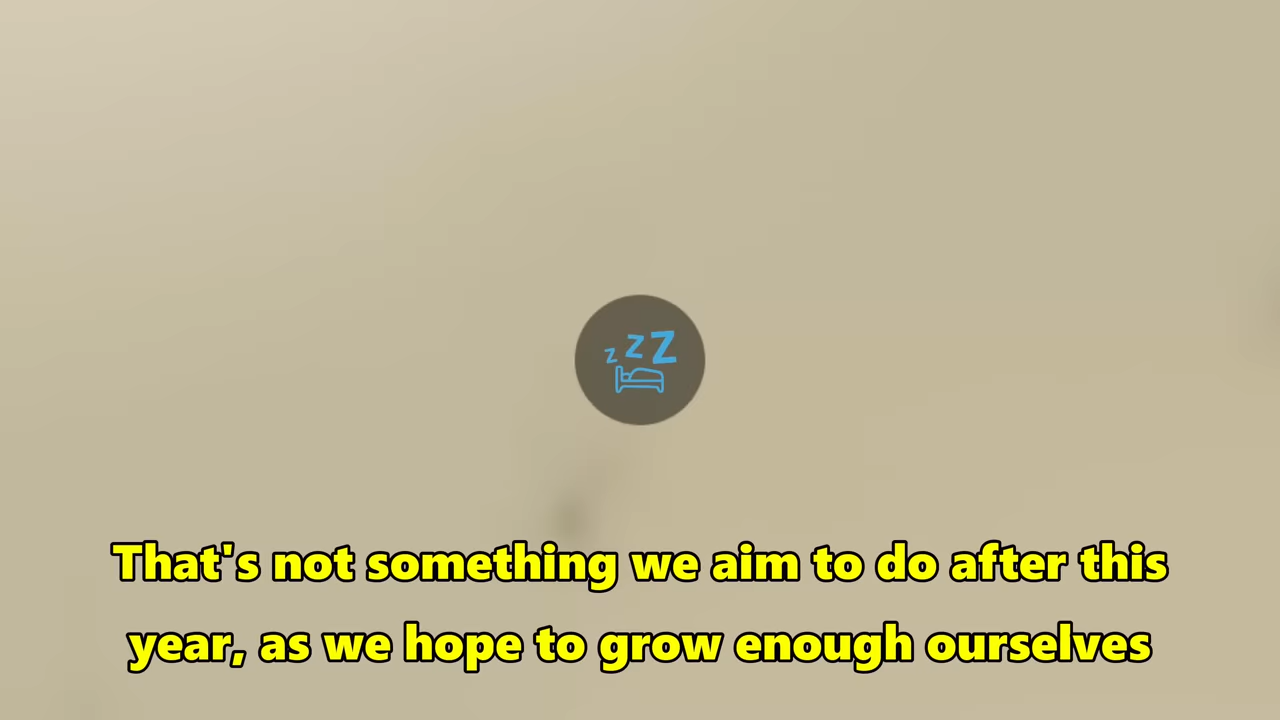 z z Z
That's not something we aim to do after this
year, as we hope to grow enough ourselves